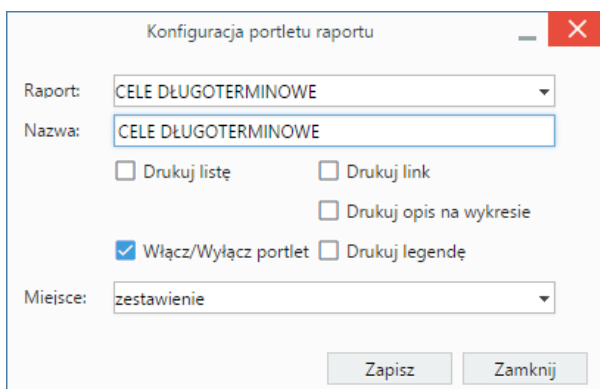 Konfiguracja portletu raportu
Raport: CELE DŁUGOTERMINOWE
Nazwa: CELE DŁUGOTERMINOWE
Drukuj listę Drukuj link
Drukuj opis na wykresie
Włącz/Wyłącz portlet Drukuj legendę
Miejsce: zestawienie
Zapisz Zamknij